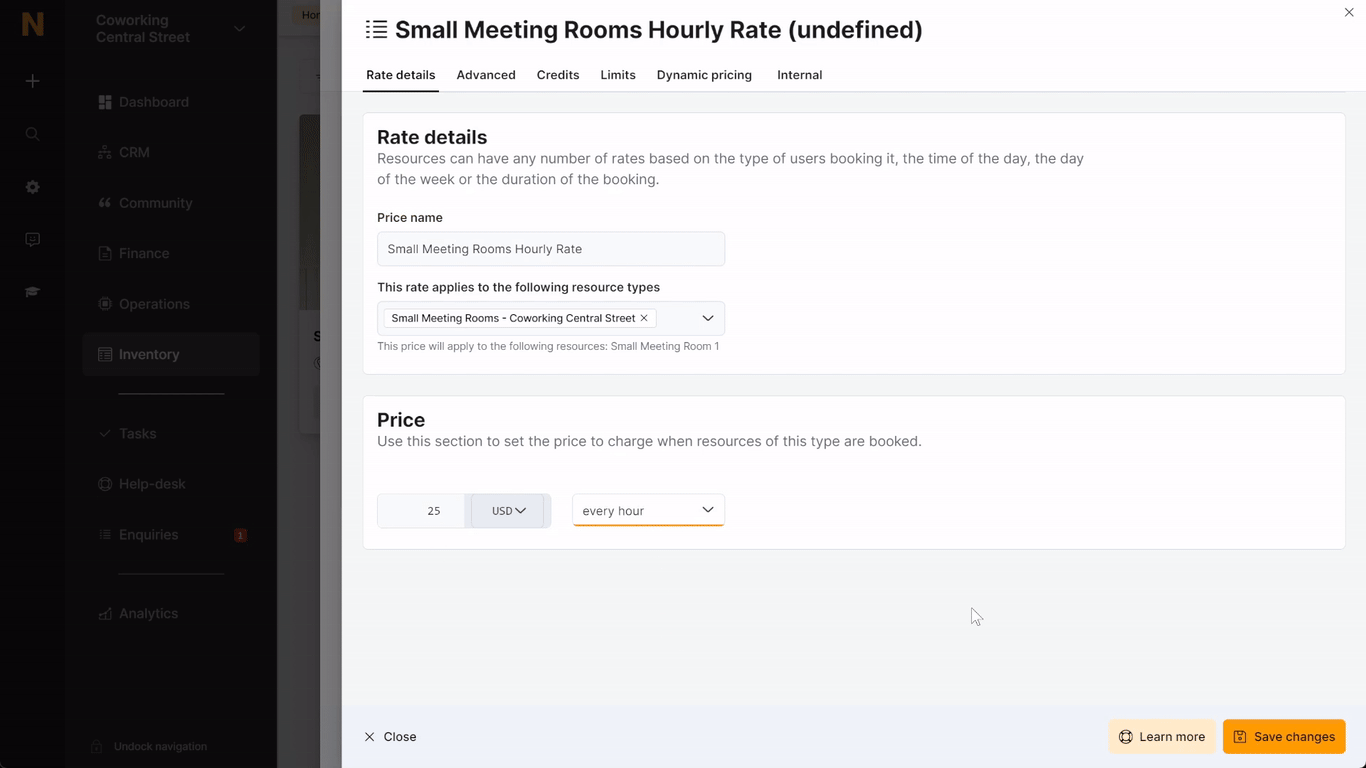 N
Coworking
Central Street
Dashboard
CRM
Community
Finance
Operations
Inventory
Tasks
Help-desk
Enquiries
1
Analytics
Undock navigation
Small Meeting Rooms Hourly Rate (undefined)
Rate details
Advanced
Credits
Limits
Dynamic pricing
Internal
Rate details
Resources can have any number of rates based on the type of users booking it, the time of the day, the day
of the week or the duration of the booking.
Price name
Small Meeting Rooms Hourly Rate
This rate applies to the following resource types
Small Meeting Rooms - Coworking Central Street
This price will apply to the following resources: Small Meeting Room 1
Price
Use this section to set the price to charge when resources of this type are booked.
25
USD
every hour
Close
Learn more
Save changes